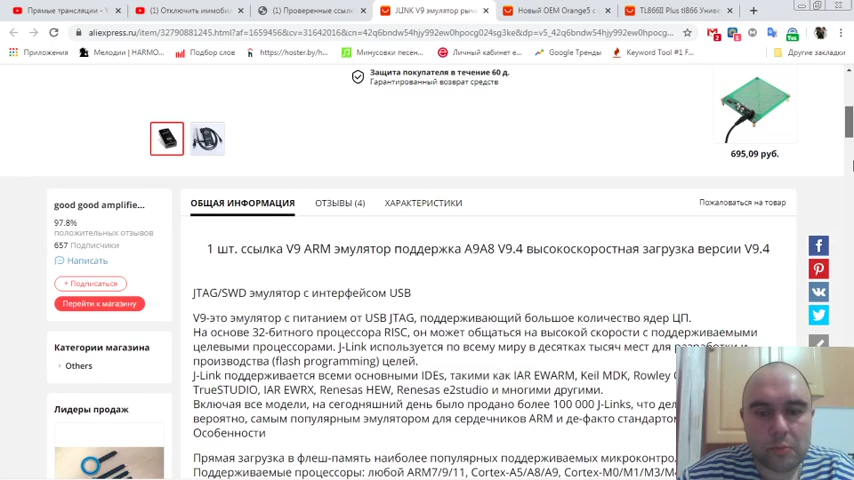 Прямые трансляции - Y
(1) Отключить иммобил
(1) Проверенные ссыл
JLINK V9 эмулятор рыч
Новый OEM Orange5 с
TL866II Plus tl866 Униве
aliexpress.ru/item/32790881245.html?af=1659456&cv=31642016&cn=42q6bndw54hjy992ew0hpocg024sg3ke&dp=v5_42q6bndw54hjy992ew0hpocg...
Приложения
Мелодии | HARMO...
Подбор слов
https://hoster.by/h...
Минусовки песен...
Личный кабинет e...
Google Тренды
Keyword Tool #1 F...
Другие закладки
Защита покупателя в течение 60 д.
Гарантированный возврат средств
695,09 руб.
good good amplifie...
97.8%
положительных отзывов
657 Подписчики
Написать
+ Подписаться
Перейти к магазину
Категории магазина
Others
Лидеры продаж
ОБЩАЯ ИНФОРМАЦИЯ
ОТЗЫВЫ (4)
ХАРАКТЕРИСТИКИ
Пожаловаться на товар
1 шт. ссылка V9 ARM эмулятор поддержка A9A8 V9.4 высокоскоростная загрузка версии V9.4
JTAG/SWD эмулятор с интерфейсом USB
V9-это эмулятор с питанием от USB JTAG, поддерживающий большое количество ядер ЦП.
На основе 32-битного процессора RISC, он может общаться на высокой скорости с поддерживаемыми
целевыми процессорами. J-Link используется по всему миру в десятках тысяч мест для разработки и
производства (flash programming) целей.
J-Link поддерживается всеми основными IDEs, такими как IAR EWARM, Keil MDK, Rowley
TrueSTUDIO, IAR EWRX, Renesas HEW, Renesas e2studio и многими другими.
Включая все модели, на сегодняшний день было продано более 100 000 J-Links, что дел
вероятно, самым популярным эмулятором для сердечников ARM и де-факто стандартом
Особенности
Прямая загрузка в флеш-память наиболее популярных поддерживаемых микроконтр
Поддерживаемые процессоры: любой ARM7/9/11, Cortex-A5/A8/A9, Cortex-M0/M1/M3/M4